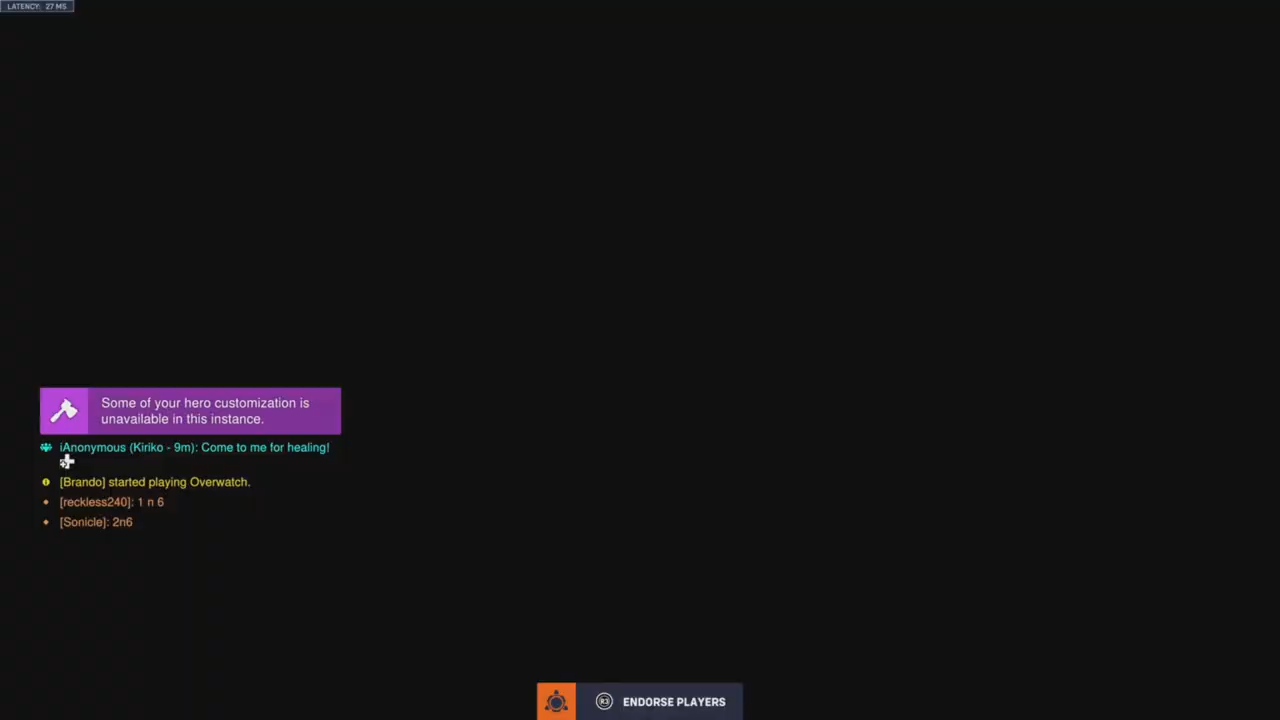 LATENCY: 27 MS
Some of your hero customization is
unavailable in this instance.
iAnonymous (Kiriko - 9m): Come to me for healing!
[Brando] started playing Overwatch.
[reckless240]: 1 n 6
[Sonicle]: 2n6
R3 ENDORSE PLAYERS